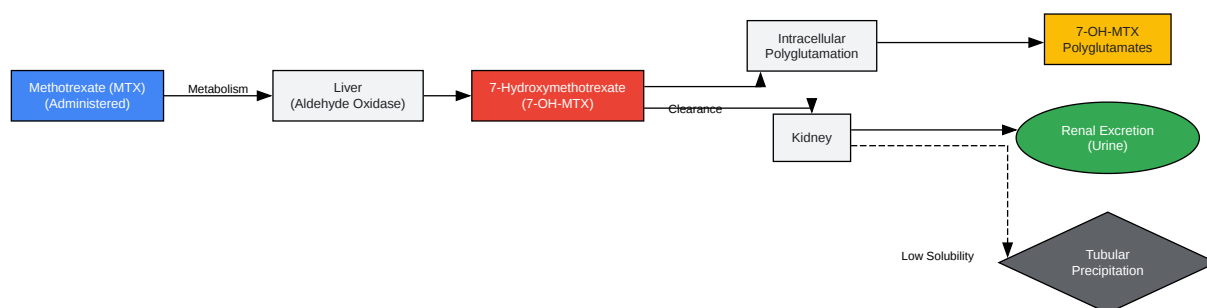 Methotrexate (MTX)
(Administered)
Metabolism
Liver
(Aldehyde Oxidase)
7-Hydroxymethotrexate
(7-OH-MTX)
Intracellular
Polyglutamation
7-OH-MTX
Polyglutamates
Clearance
Kidney
Renal Excretion
(Urine)
Low Solubility
Tubular
Precipitation